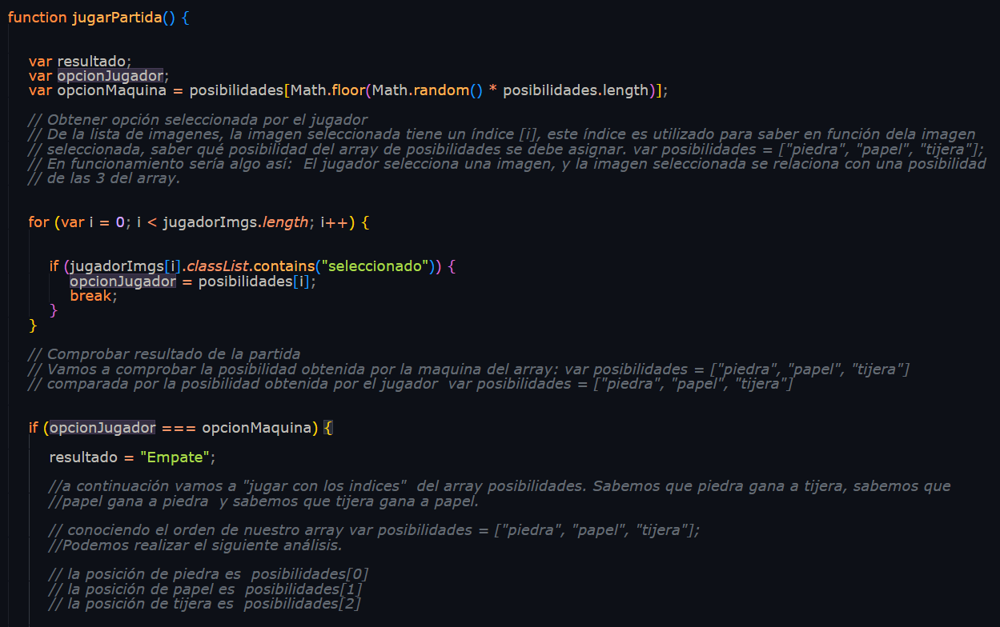 function jugarPartida() {
var resultado;
var opcionJugador;
var opcionMaquina = posibilidades[Math.floor(Math.random() * posibilidades.length)];
// Obtener opción seleccionada por el jugador
// De la lista de imagenes, la imagen seleccionada tiene un índice [i], este índice es utilizado para saber en función dela imagen
// seleccionada, saber qué posibilidad del array de posibilidades se debe asignar. var posibilidades = ["piedra", "papel", "tijera"];
// En funcionamiento sería algo así:  El jugador selecciona una imagen, y la imagen seleccionada se relaciona con una posibilidad
// de las 3 del array.
for (var i = 0; i < jugadorImgs.length; i++) {
if (jugadorImgs[i].classList.contains("seleccionado")) {
opcionJugador = posibilidades[i];
break;
}
}
// Comprobar resultado de la partida
// Vamos a comprobar la posibilidad obtenida por la maquina del array: var posibilidades = ["piedra", "papel", "tijera"]
// comparada por la posibilidad obtenida por el jugador  var posibilidades = ["piedra", "papel", "tijera"]
if (opcionJugador === opcionMaquina) {
resultado = "Empate";
//a continuación vamos a "jugar con los indices"  del array posibilidades. Sabemos que piedra gana a tijera, sabemos que
//papel gana a piedra  y sabemos que tijera gana a papel.
// conociendo el orden de nuestro array var posibilidades = ["piedra", "papel", "tijera"];
//Podemos realizar el siguiente análisis.
// la posición de piedra es  posibilidades[0]
// la posición de papel es  posibilidades[1]
// la posición de tijera es  posibilidades[2]